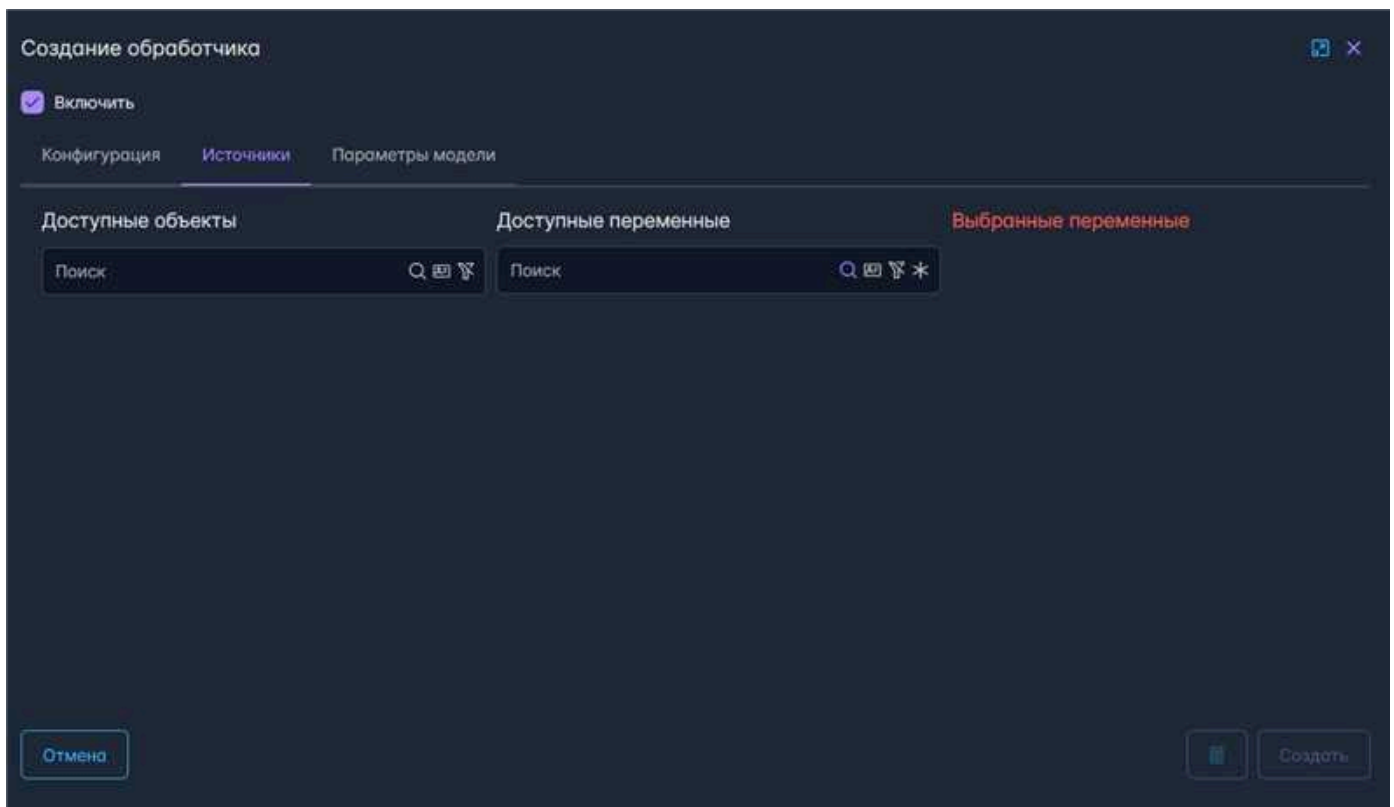 Создание обработчика
Включить
Конфигурация Источники Параметры модели
Доступные объекты Доступные переменные Выбранные переменные
Поиск Поиск
Отмена Создать